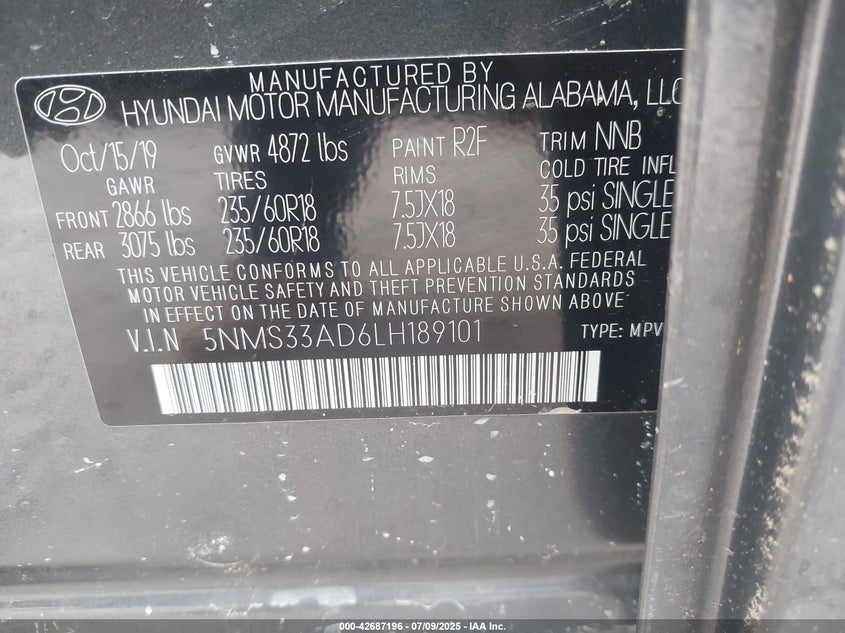 MANUFACTURED BY
HYUNDAI MOTOR MANUFACTURING ALABAMA, LLC
Oct/15/19 GVWR 4872 lbs PAINT R2F TRIM NNB
GAWR TIRES RIMS COLD TIRE INFL
FRONT 2866 lbs 235/60R18 7.5JX18 35 psi SINGLE
REAR 3075 lbs 235/60R18 7.5JX18 35 psi SINGLE
THIS VEHICLE CONFORMS TO ALL APPLICABLE U.S.A. FEDERAL
MOTOR VEHICLE SAFETY AND THEFT PREVENTION STANDARDS
IN EFFECT ON THE DATE OF MANUFACTURE SHOWN ABOVE.
V.I.N 5NMS33AD6LH189101 TYPE: MPV
000-42687196 - 07/09/2025 - IAA Inc.